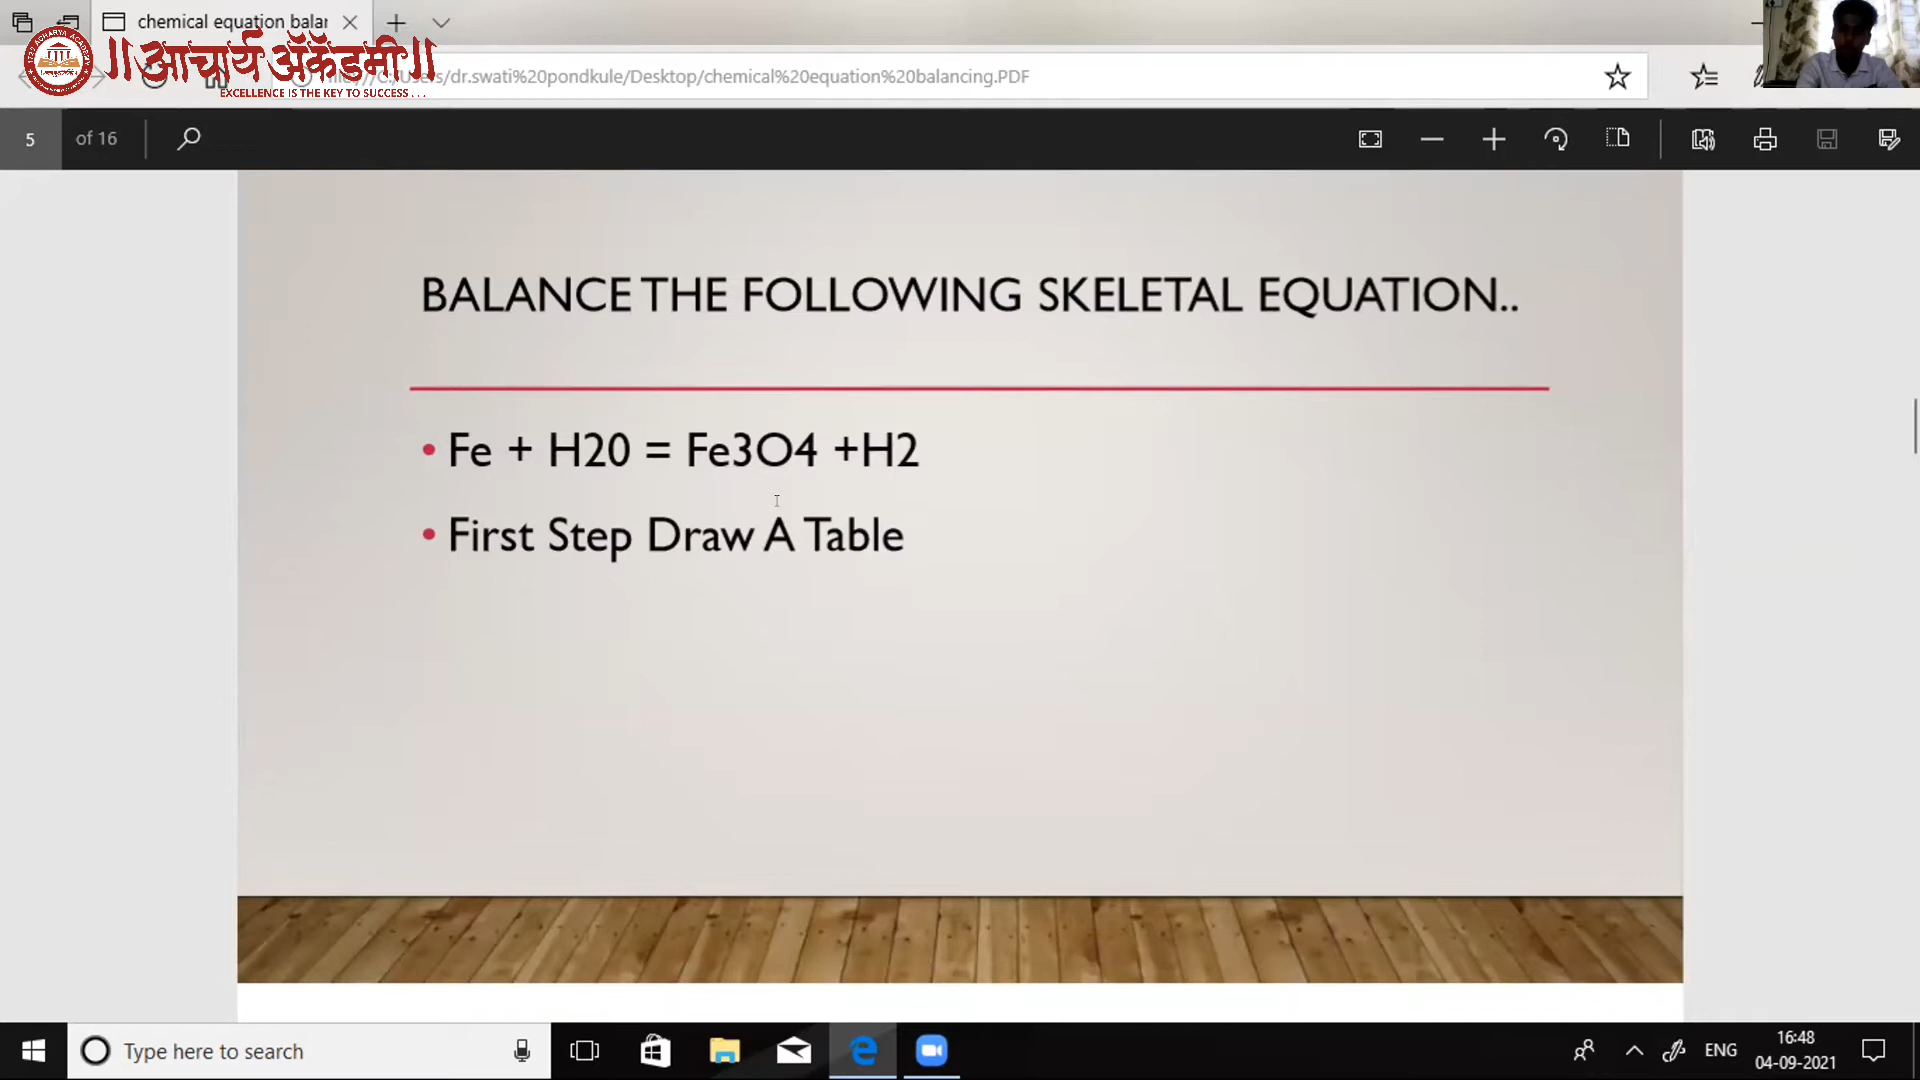 chemical equation balar
॥आचार्य ॲकॅडमी॥
EXCELLENCE IS THE KEY TO SUCCESS . . .
/Users/dr.swati%20pondkule/Desktop/chemical%20equation%20balancing.PDF
5 of 16
BALANCE THE FOLLOWING SKELETAL EQUATION..
• Fe + H20 = Fe3O4 +H2
• First Step Draw A Table
Type here to search
ENG
16:48
04-09-2021